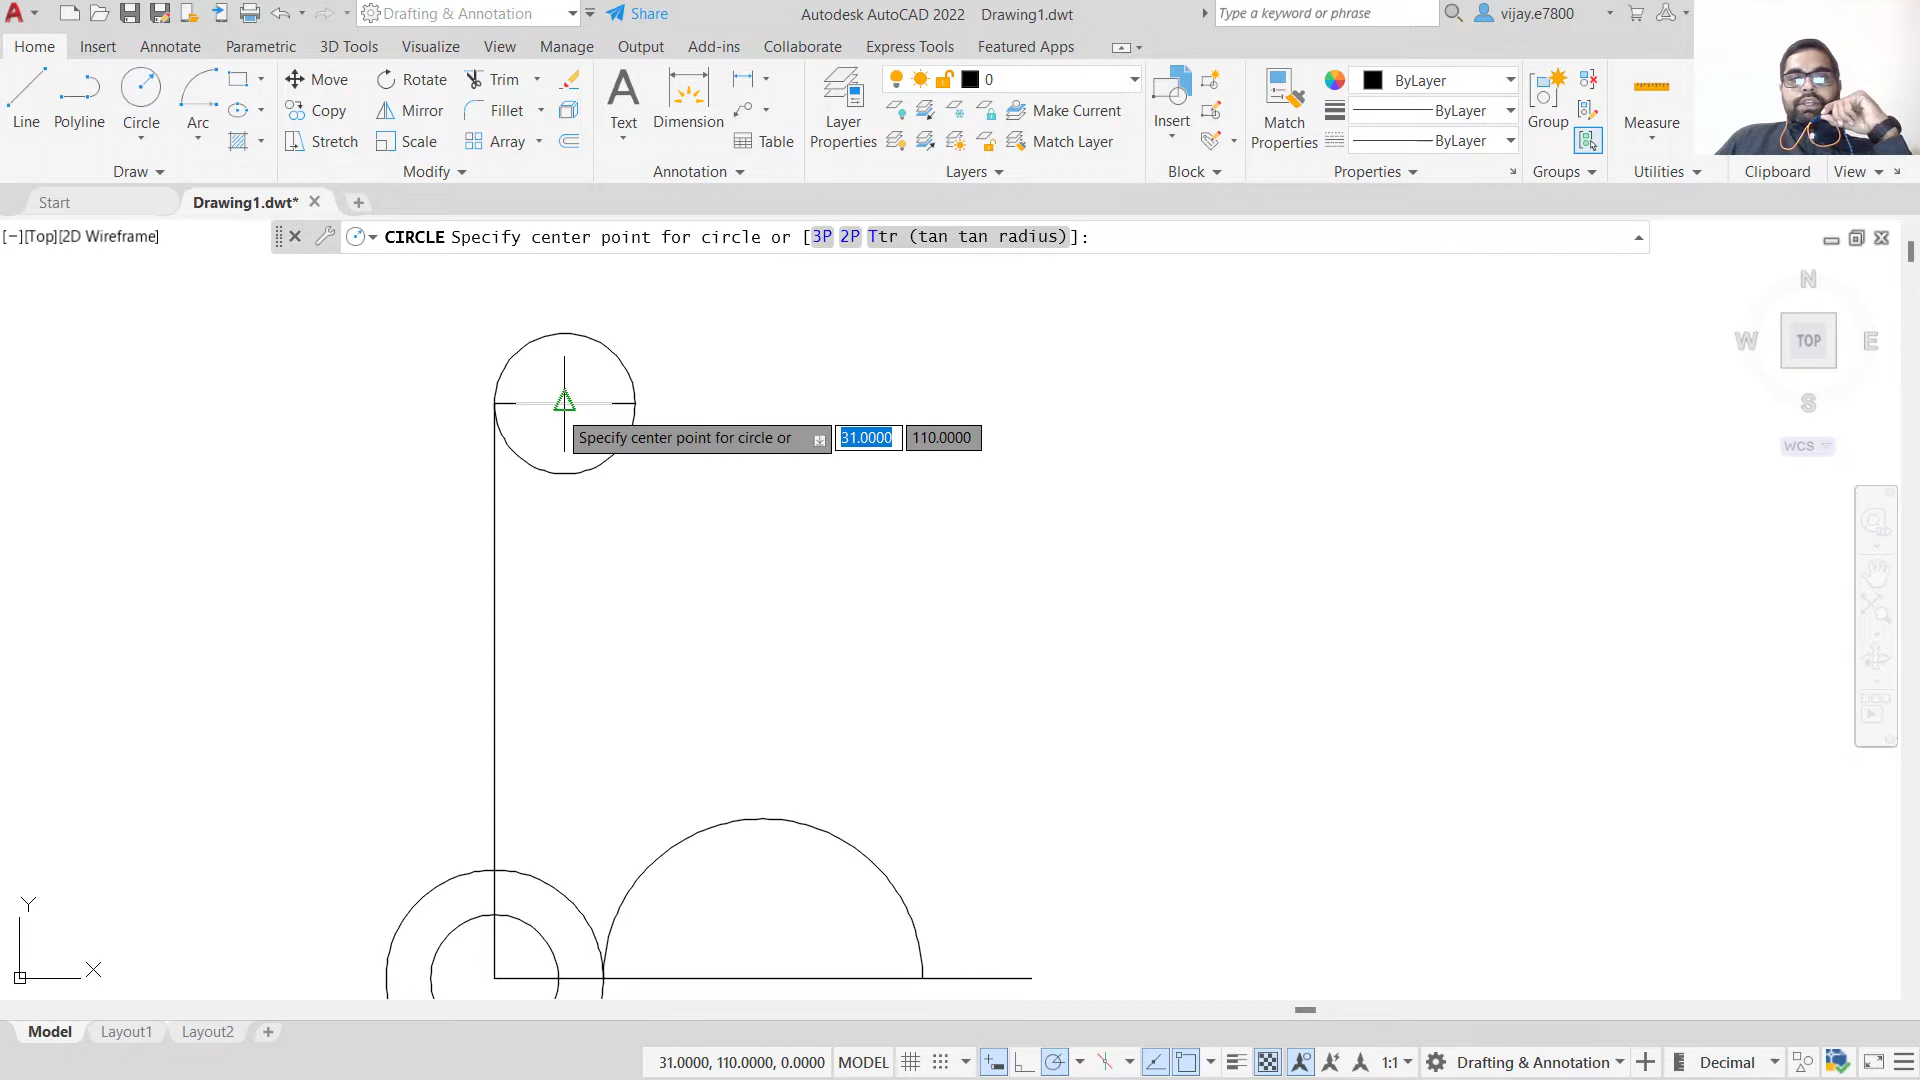 A Drafting & Annotation Share Autodesk AutoCAD 2022 Drawing1.dwt Type a keyword or phrase vijay.e7800
Home Insert Annotate Parametric 3D Tools Visualize View Manage Output Add-ins Collaborate Express Tools Featured Apps
Line Polyline Circle Arc
Move Rotate Trim
Copy Mirror Fillet
Stretch Scale Array
Text Dimension Table
Layer Properties
0
Make Current
Match Layer
Insert
Match Properties
ByLayer
ByLayer
ByLayer
Group
Measure
Draw Modify Annotation Layers Block Properties Groups Utilities Clipboard View
Start Drawing1.dwt*
[−][Top][2D Wireframe]
CIRCLE Specify center point for circle or [3P 2P Ttr (tan tan radius)]:
N
W TOP E
S
WCS
Specify center point for circle or 31.0000 110.0000
Y
X
Model Layout1 Layout2
31.0000, 110.0000, 0.0000 MODEL 1:1 Drafting & Annotation Decimal